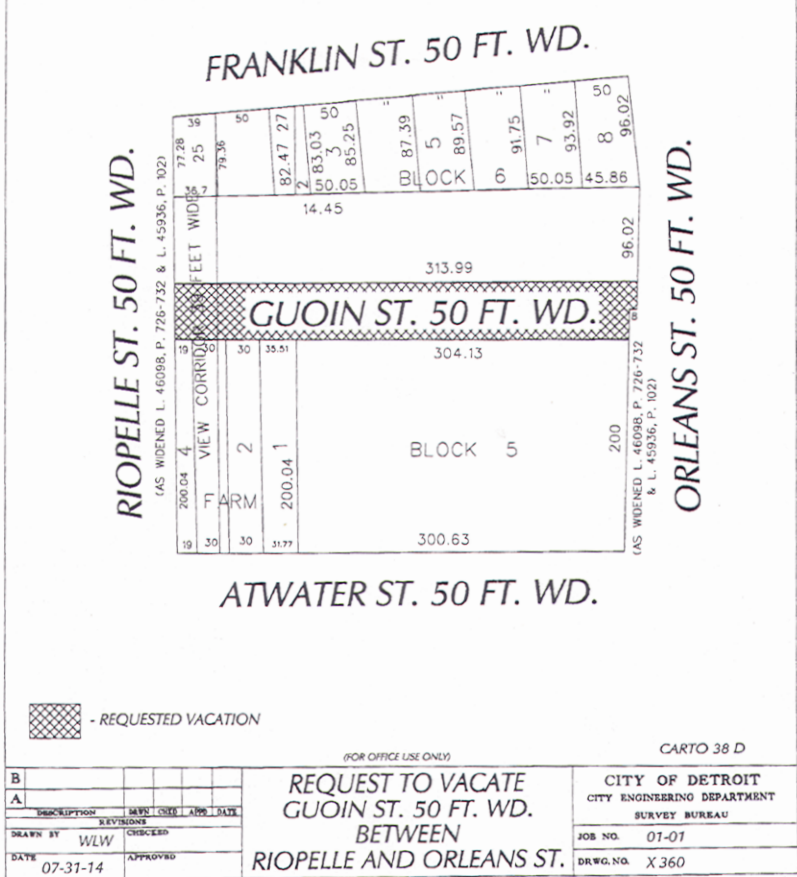 FRANKLIN ST. 50 FT. WD.
39 50 27 50 " " " " 50
77.28 25 79.36 82.47 83.03 3 85.25 87.39 5 89.57 91.75 7 93.92 8 96.02
36.7 2 50.05 BLOCK 6 50.05 45.86
14.45
96.02
313.99
GUOIN ST. 50 FT. WD.
19 30 30 35.51 304.13
VIEW CORRIDOR 39 FEET WIDE
4 2 1 BLOCK 5 200
200.04 200.04
FARM
19 30 30 31.77 300.63
RIOPELLE ST. 50 FT. WD.
(AS WIDENED L. 46098, P. 726-732 & L. 45936, P. 102)
ORLEANS ST. 50 FT. WD.
(AS WIDENED L. 46098, P. 726-732
& L. 45936, P. 102)
ATWATER ST. 50 FT. WD.
- REQUESTED VACATION
(FOR OFFICE USE ONLY)
CARTO 38 D
B
A
DESCRIPTION DRWN CHKD APPD DATE
REVISIONS
DRAWN BY WLW CHECKED
DATE 07-31-14 APPROVED
REQUEST TO VACATE
GUOIN ST. 50 FT. WD.
BETWEEN
RIOPELLE AND ORLEANS ST.
CITY OF DETROIT
CITY ENGINEERING DEPARTMENT
SURVEY BUREAU
JOB NO. 01-01
DRWG. NO. X 360